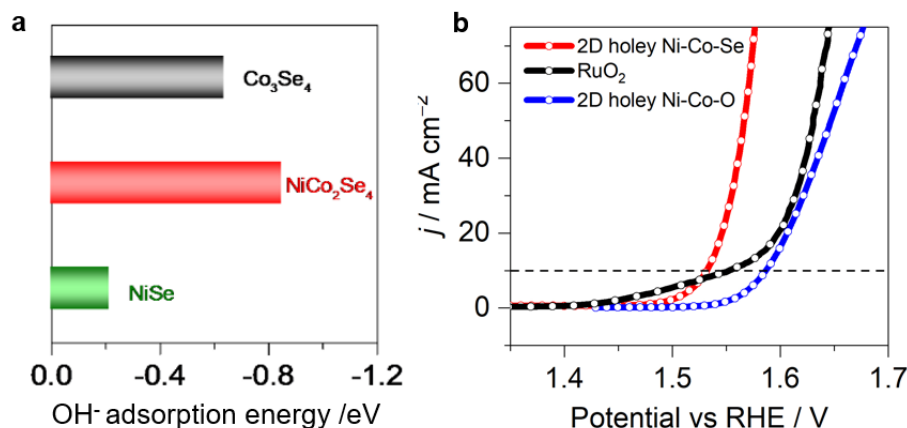 a
Co₃Se₄
NiCo₂Se₄
NiSe
0.0 -0.4 -0.8 -1.2
OH⁻ adsorption energy /eV
b
2D holey Ni-Co-Se
RuO₂
2D holey Ni-Co-O
60
40
20
0
j / mA cm⁻²
1.4 1.5 1.6 1.7
Potential vs RHE / V